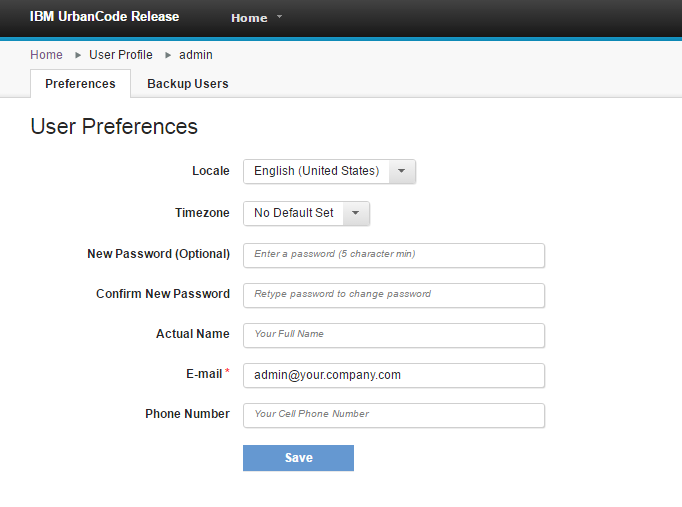 IBM UrbanCode Release Home
Home User Profile admin
Preferences Backup Users
User Preferences
Locale English (United States)
Timezone No Default Set
New Password (Optional) Enter a password (5 character min)
Confirm New Password Retype password to change password
Actual Name Your Full Name
E-mail * admin@your.company.com
Phone Number Your Cell Phone Number
Save